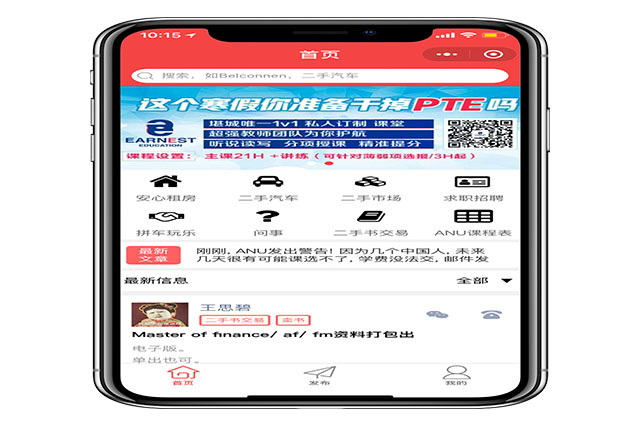 10:15
首页
搜索，如Belconnen，二手汽车
这个寒假你准备干掉PTE吗
堪城唯一1v1 私人订制 课堂
超强教师团队为你护航
听说读写 分项授课 精准提分
EARNEST
EDUCATION
课程设置：主课21H +讲练（可针对薄弱项选报/3H起）
安心租房 二手汽车 二手市场 求职招聘
拼车玩乐 问事 二手书交易 ANU课程表
最新
文章
刚刚, ANU发出警告! 因为几个中国人, 未来
几天很有可能课选不了, 学费没法交, 邮件发
最新信息 全部
王思碧
二手书交易 卖书
Master of finance/ af/ fm资料打包出
电子版。
单出也可。
首页 发布 我的